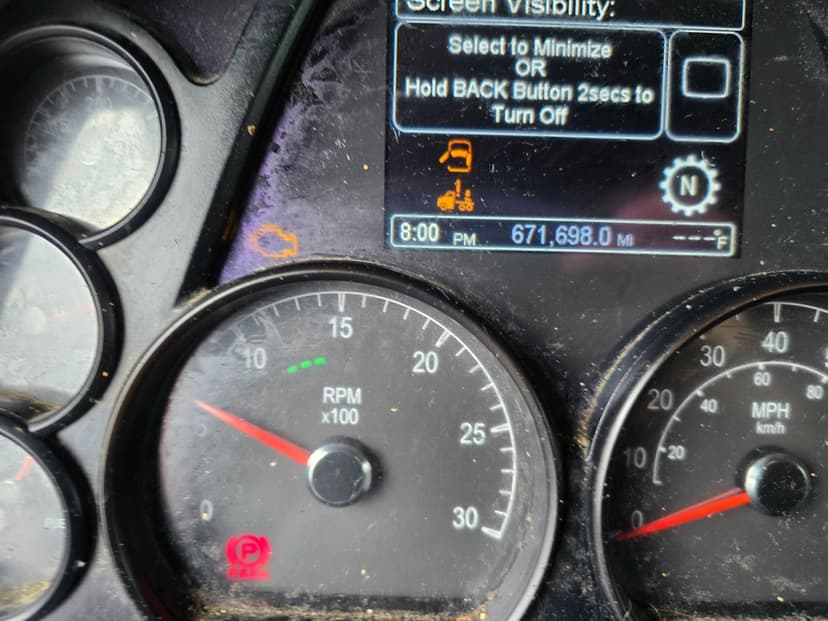 Screen Visibility:
Select to Minimize
OR
Hold BACK Button 2secs to
Turn Off
N
8:00 PM 671,698.0 MI ---°F
0 5 10 15 20 25 30
RPM
x100
P
PARK
0 10 20 30 40
20 40 60 80
MPH
km/h